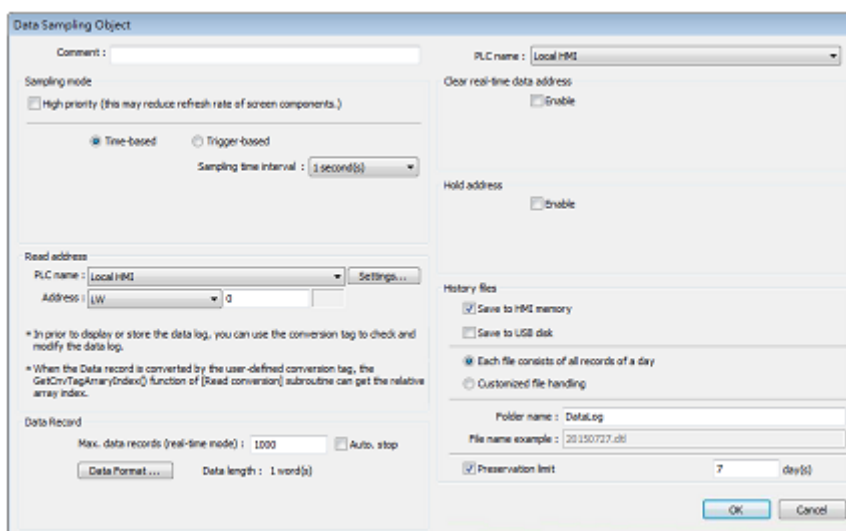 Data Sampling Object
Comment :
Sampling mode
High priority (this may reduce refresh rate of screen components.)
Time-based
Trigger-based
Sampling time interval :
1 second(s)
Read address
PLC name :
Local HMI
Settings...
Address :
LW
0
* In prior to display or store the data log, you can use the conversion tag to check and
modify the data log.
* When the Data record is converted by the user-defined conversion tag, the
GetCnvTagArraryIndex() function of [Read conversion] subroutine can get the relative
array index.
Data Record
Max. data records (real-time mode) :
1000
Auto. stop
Data Format ...
Data length : 1 word(s)
PLC name :
Local HMI
Clear real-time data address
Enable
Hold address
Enable
History files
Save to HMI memory
Save to USB disk
Each file consists of all records of a day
Customized file handling
Folder name :
DataLog
File name example :
20150727.dtl
Preservation limit
7
day(s)
OK
Cancel